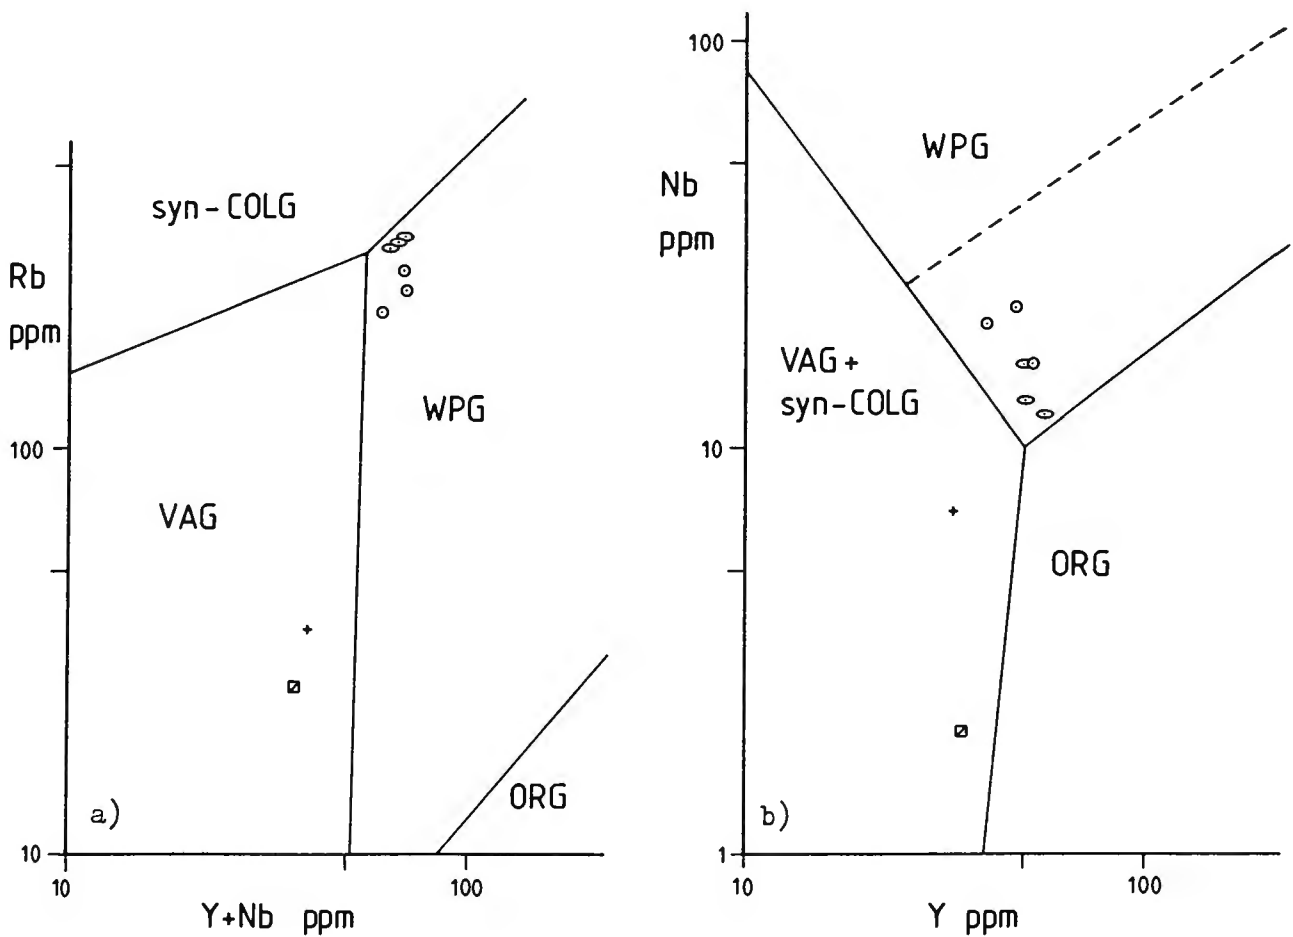 syn-COLG
Rb
ppm
100
VAG
WPG
ORG
a)
10
10
100
Y+Nb ppm
100
WPG
Nb
ppm
VAG+
syn-COLG
10
ORG
b)
1
10
100
Y ppm